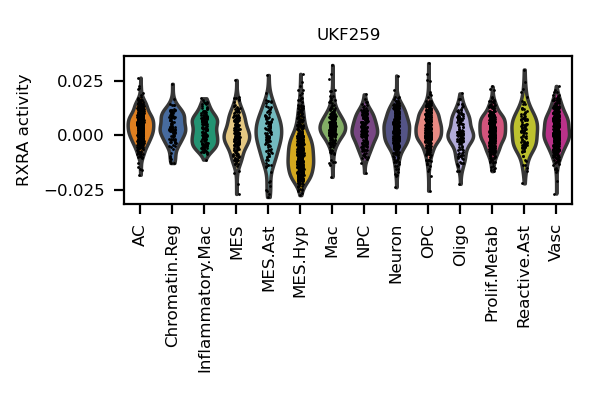 UKF259
RXRA activity
0.025
0.000
−0.025
AC
Chromatin.Reg
Inflammatory.Mac
MES
MES.Ast
MES.Hyp
Mac
NPC
Neuron
OPC
Oligo
Prolif.Metab
Reactive.Ast
Vasc